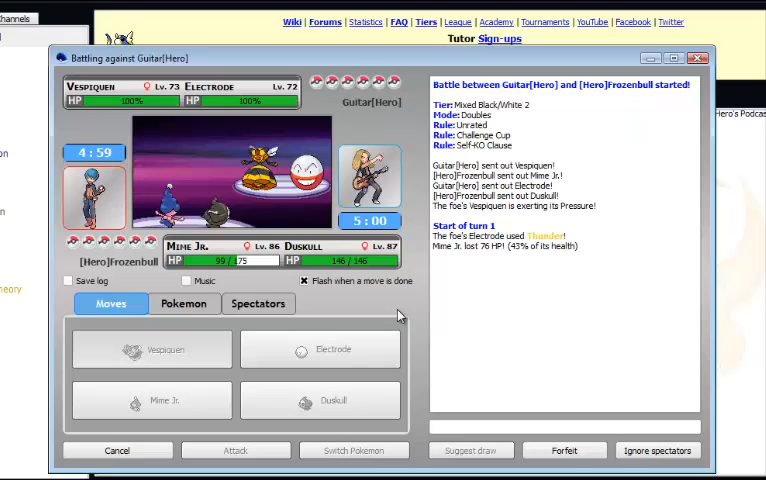 Channels
Wiki | Forums | Statistics | FAQ | Tiers | League | Academy | Tournaments | YouTube | Facebook | Twitter
Tutor Sign-ups
Battling against Guitar[Hero]
VESPIQUEN ♀ Lv. 73 ELECTRODE Lv. 72
HP 100% HP 100%
Guitar[Hero]
4:59
5:00
MIME JR. ♀ Lv. 86 DUSKULL ♀ Lv. 87
[Hero]Frozenbull
HP 99 / 175 HP 146 / 146
Save log Music Flash when a move is done
Moves Pokemon Spectators
Vespiquen Electrode
Mime Jr. Duskull
Cancel Attack Switch Pokemon
Battle between Guitar[Hero] and [Hero]Frozenbull started!
Tier: Mixed Black/White 2
Mode: Doubles
Rule: Unrated
Rule: Challenge Cup
Rule: Self-KO Clause
Guitar[Hero] sent out Vespiquen!
[Hero]Frozenbull sent out Mime Jr.!
Guitar[Hero] sent out Electrode!
[Hero]Frozenbull sent out Duskull!
The foe's Vespiquen is exerting its Pressure!
Start of turn 1
The foe's Electrode used Thunder!
Mime Jr. lost 76 HP! (43% of its health)
Suggest draw Forfeit Ignore spectators
Hero's Podcas
on
n
eory